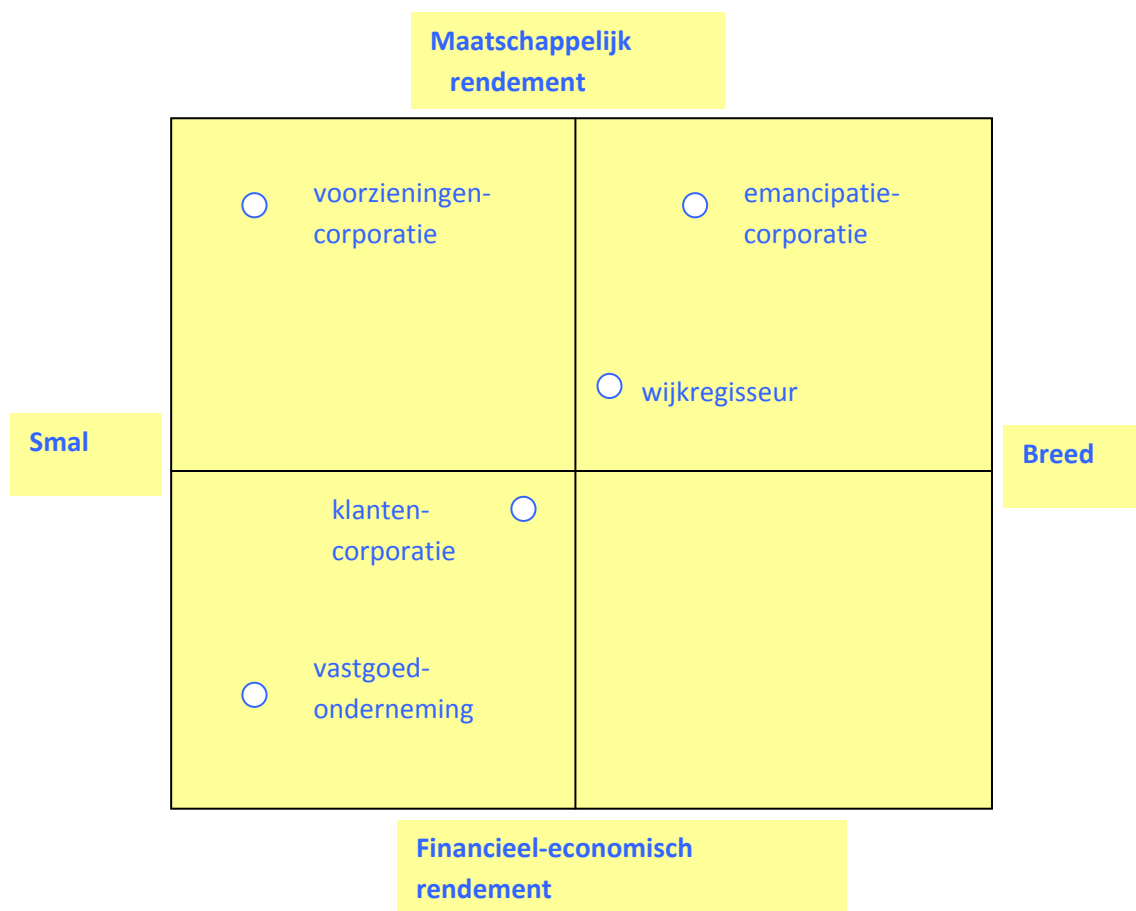 Maatschappelijk
rendement
voorzieningen-
corporatie
emancipatie-
corporatie
wijkregisseur
Smal
Breed
klanten-
corporatie
vastgoed-
onderneming
Financieel-economisch
rendement